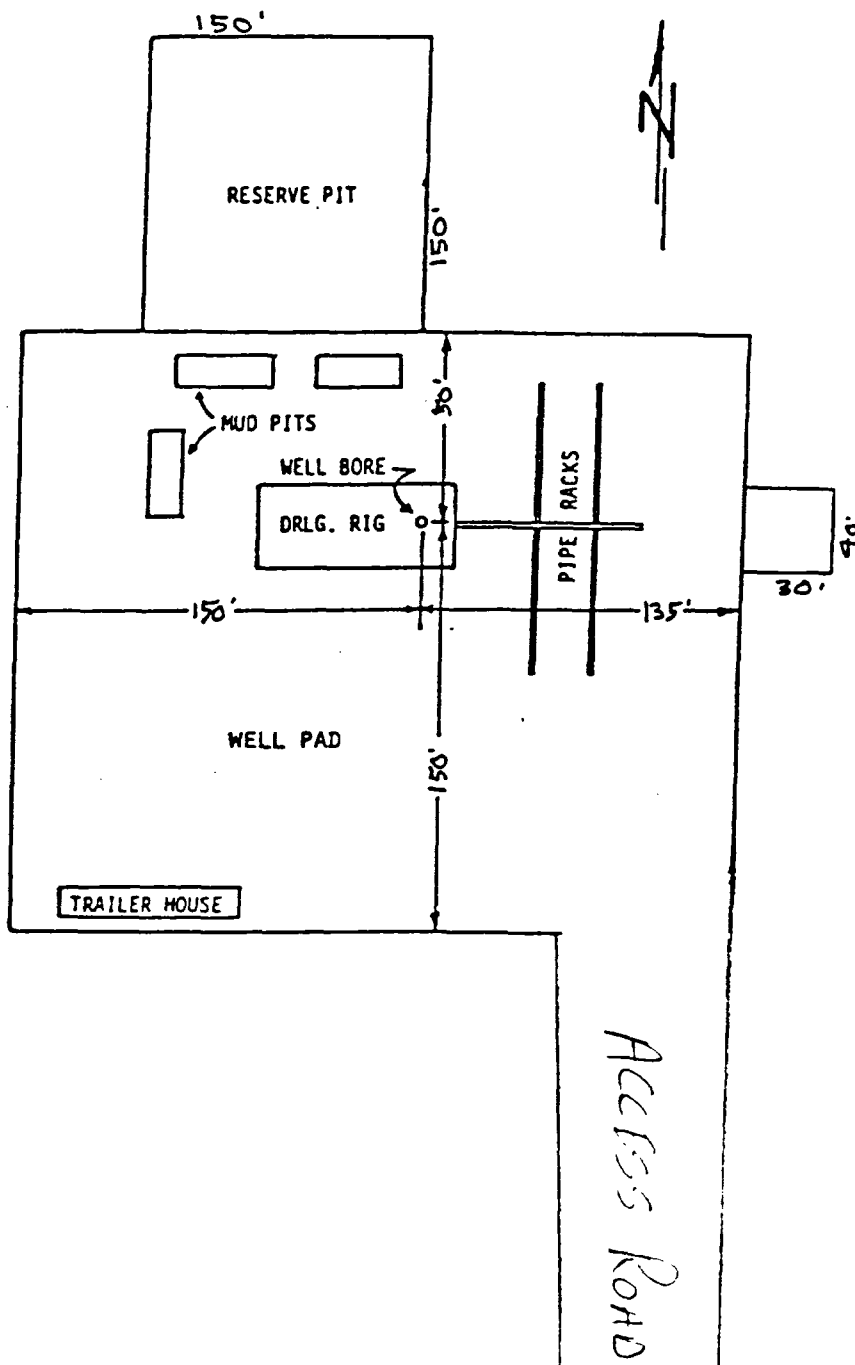 150'
N
RESERVE PIT
150'
MUD PITS
WELL BORE
DRLG. RIG
PIPE RACKS
40'
30'
150'
135'
WELL PAD
150'
TRAILER HOUSE
ACCESS ROAD